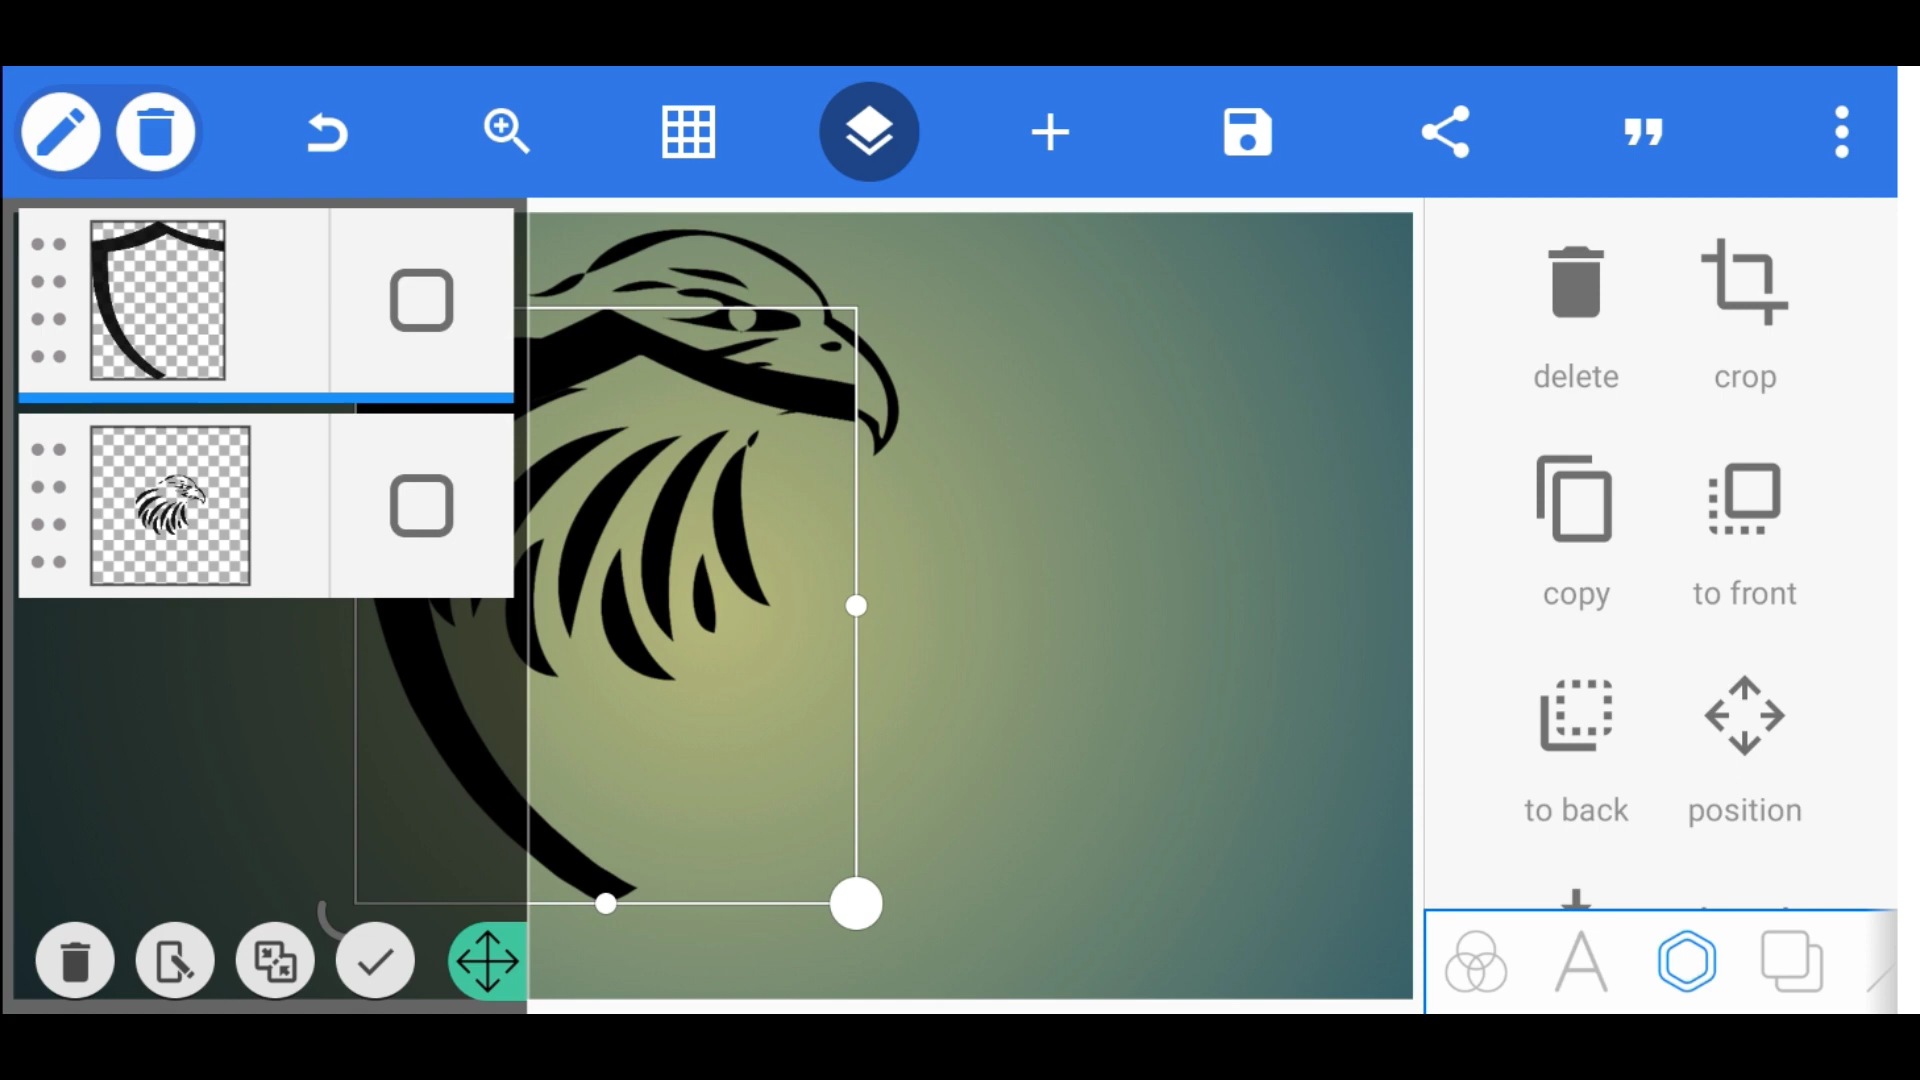 delete
crop
copy
to front
to back
position